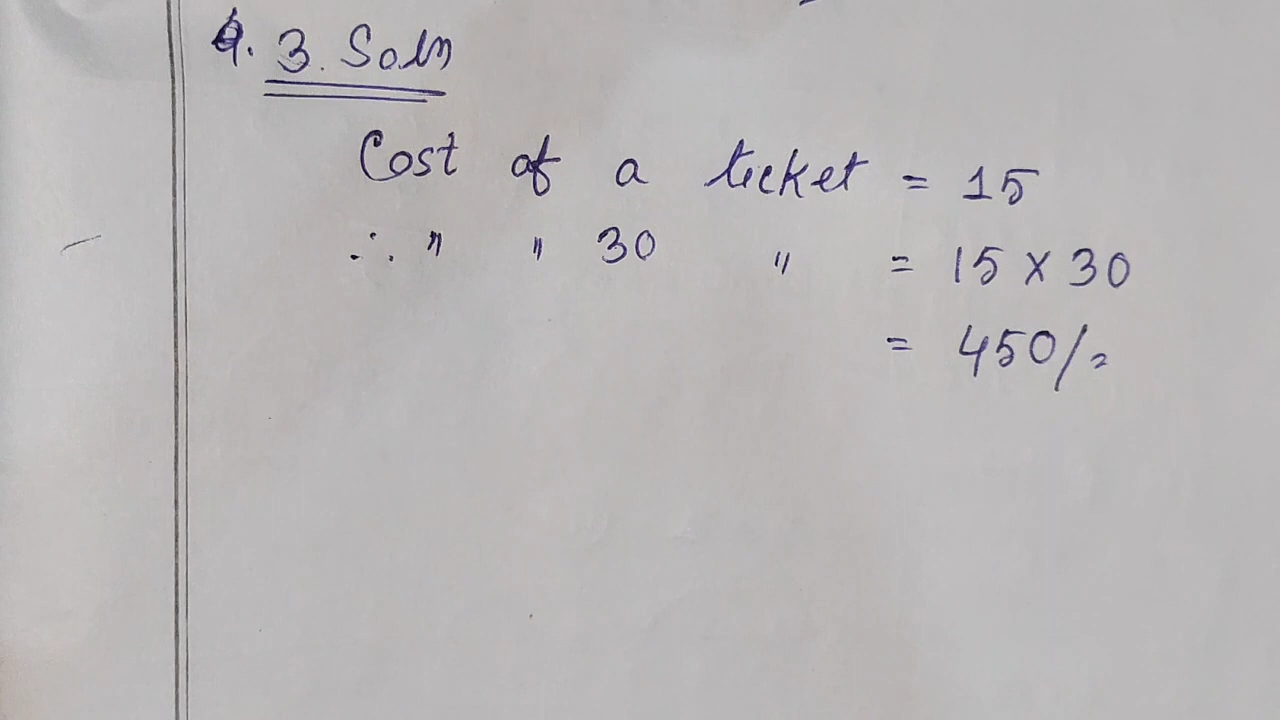 Q. 3. Soln
Cost of a ticket = 15
∴ " " 30 " = 15 x 30
= 450/=